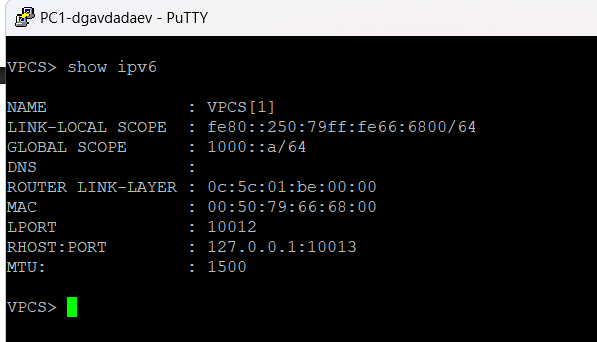 PC1-dgavdadaev - PuTTY
VPCS> show ipv6
NAME : VPCS[1]
LINK-LOCAL SCOPE : fe80::250:79ff:fe66:6800/64
GLOBAL SCOPE : 1000::a/64
DNS :
ROUTER LINK-LAYER : 0c:5c:01:be:00:00
MAC : 00:50:79:66:68:00
LPORT : 10012
RHOST:PORT : 127.0.0.1:10013
MTU: : 1500
VPCS>